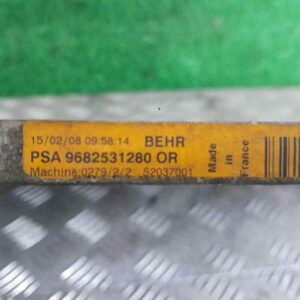 15/02/08 09:58:14 BEHR
PSA 9682531280 OR
Machine:0279/2/2 S2037001
Made
in
France